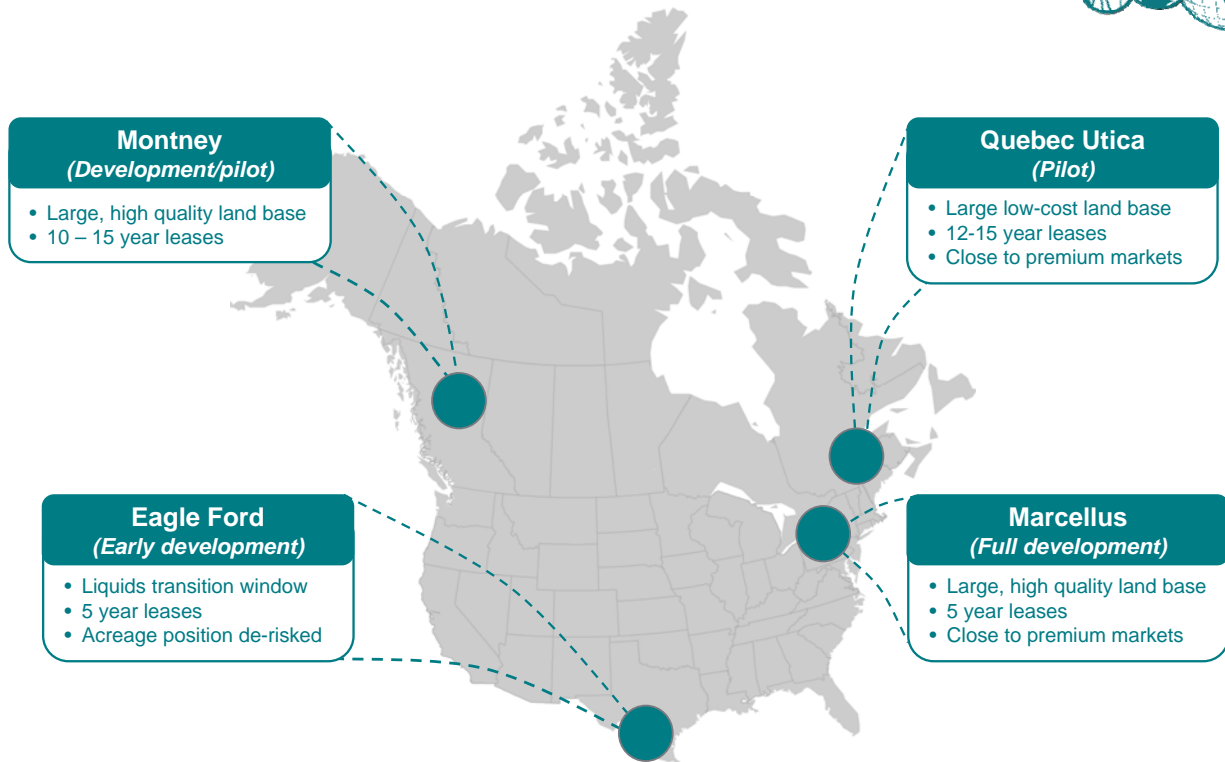 Montney
(Development/pilot)
• Large, high quality land base
• 10 – 15 year leases
Quebec Utica
(Pilot)
• Large low-cost land base
• 12-15 year leases
• Close to premium markets
Eagle Ford
(Early development)
• Liquids transition window
• 5 year leases
• Acreage position de-risked
Marcellus
(Full development)
• Large, high quality land base
• 5 year leases
• Close to premium markets